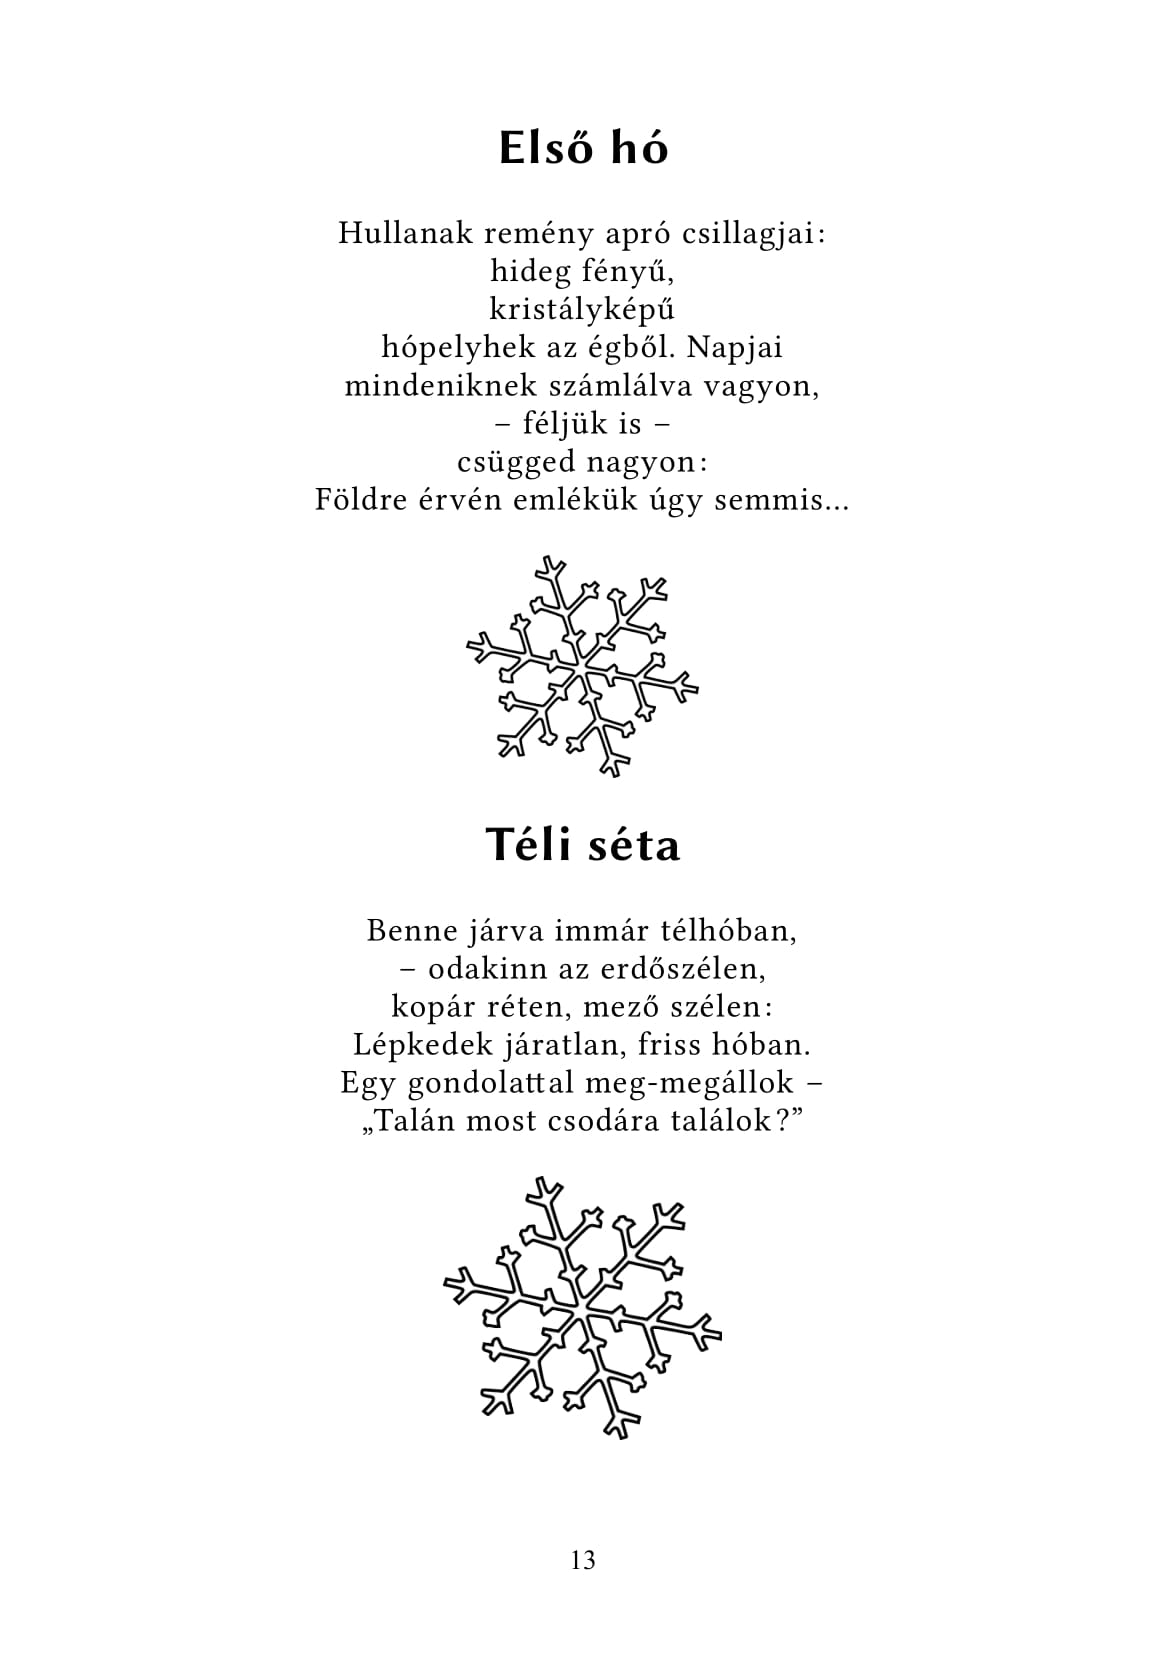 Első hó
Hullanak remény apró csillagjai:
hideg fényű,
kristályképű
hópelyhek az égből. Napjai
mindeniknek számlálva vagyon,
– féljük is –
csügged nagyon:
Földre érvén emlékük úgy semmis...
Téli séta
Benne járva immár télhóban,
– odakinn az erdőszélen,
kopár réten, mező szélen:
Lépkedek járatlan, friss hóban.
Egy gondolattal meg-megállok –
„Talán most csodára találok?”
13